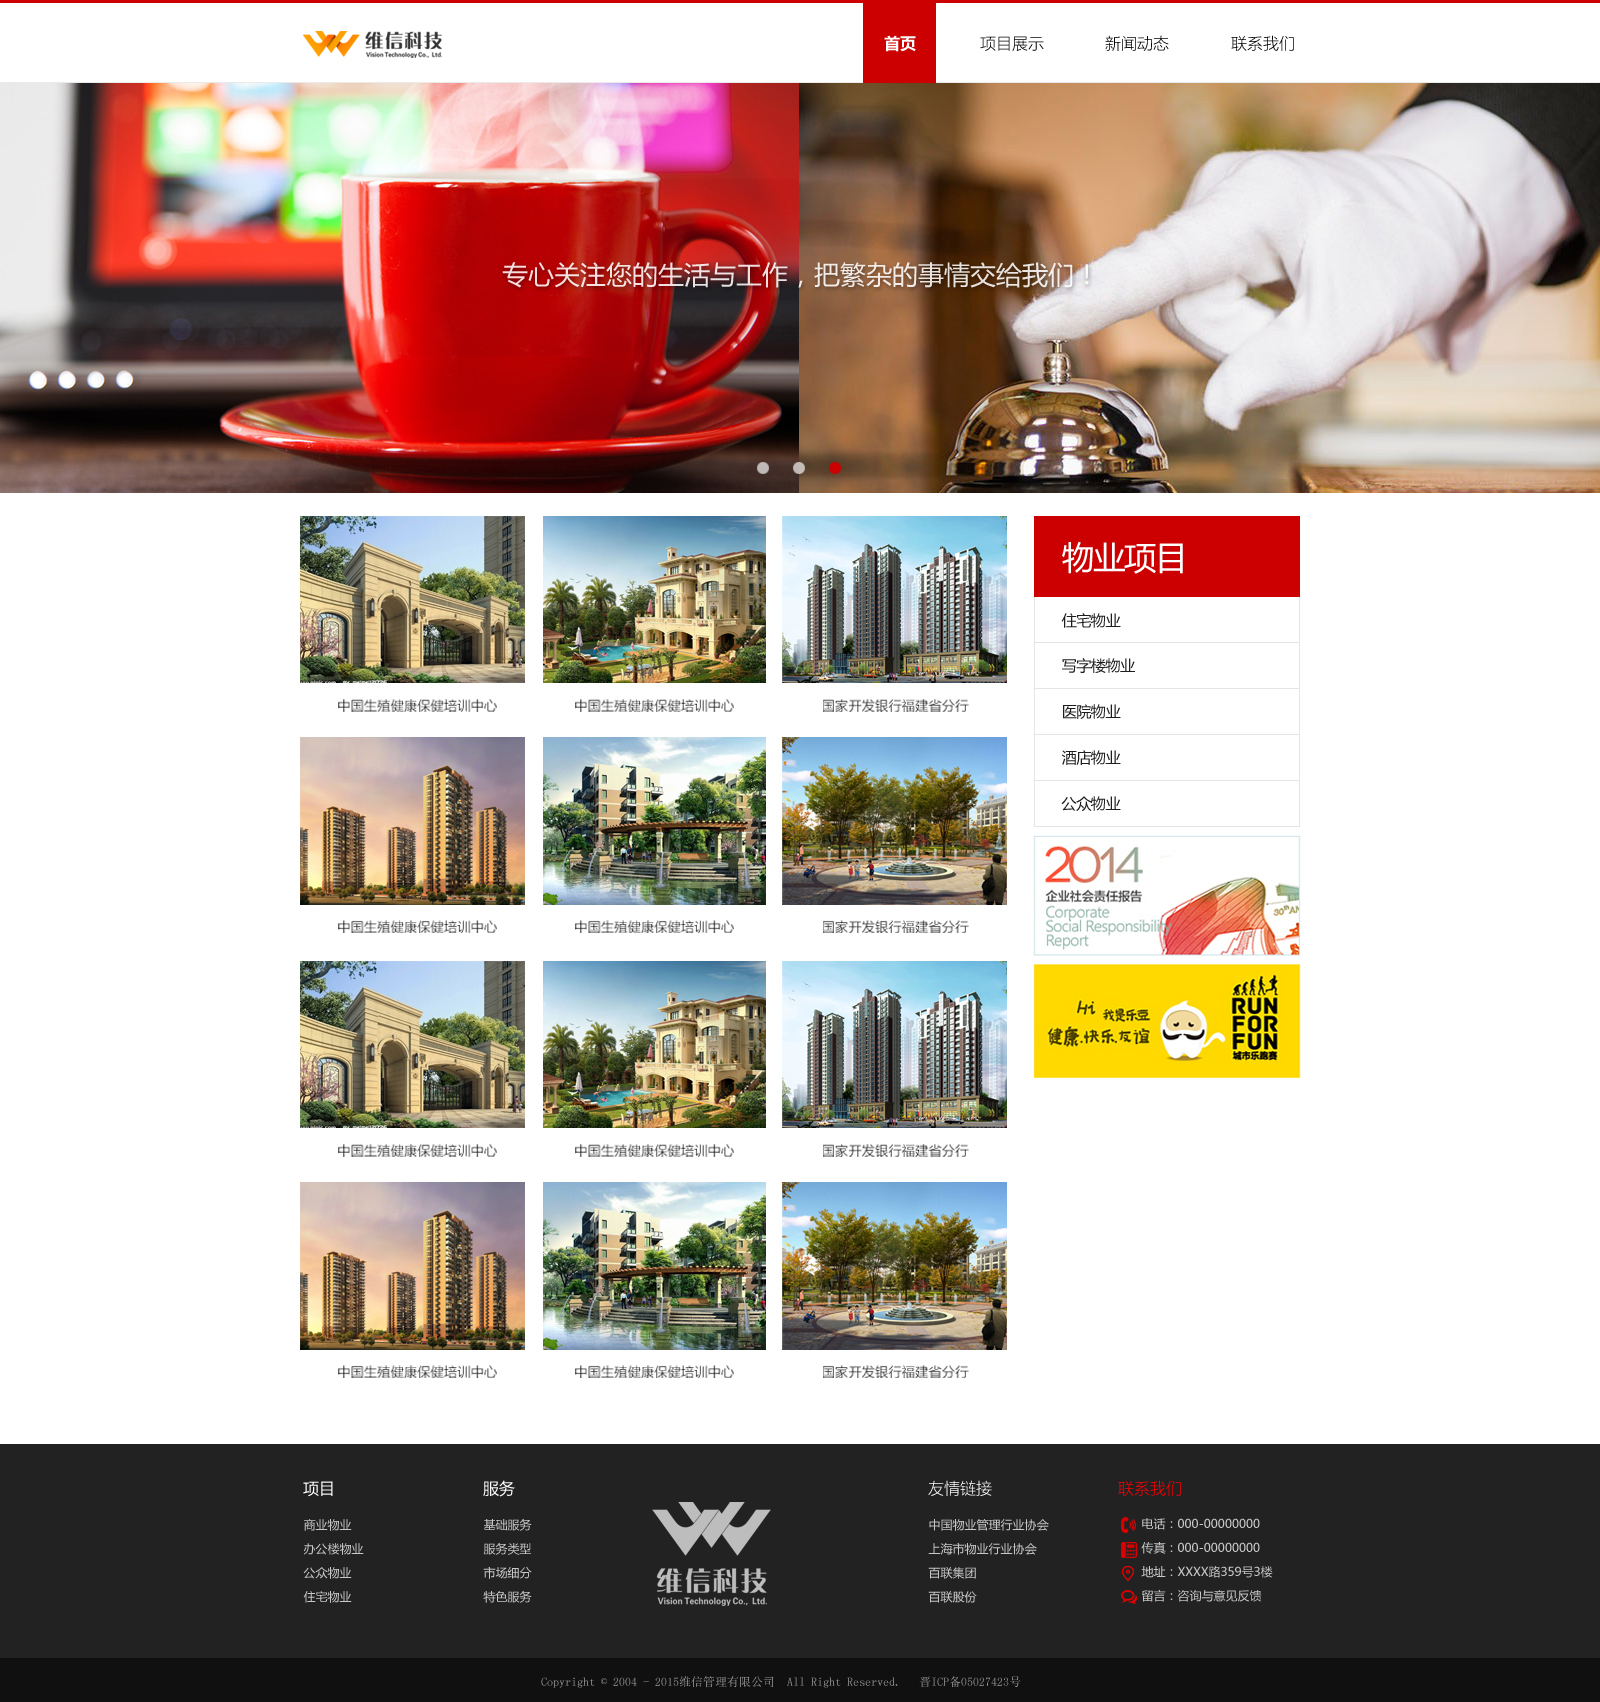 维信科技
Vision Technology Co., Ltd.
首页 项目展示 新闻动态 联系我们
专心关注您的生活与工作，把繁杂的事情交给我们！
中国生殖健康保健培训中心 中国生殖健康保健培训中心 国家开发银行福建省分行
中国生殖健康保健培训中心 中国生殖健康保健培训中心 国家开发银行福建省分行
中国生殖健康保健培训中心 中国生殖健康保健培训中心 国家开发银行福建省分行
中国生殖健康保健培训中心 中国生殖健康保健培训中心 国家开发银行福建省分行
物业项目
住宅物业
写字楼物业
医院物业
酒店物业
公众物业
2014
企业社会责任报告
Corporate
Social Responsibility
Report
30th AN
Hi 我是乐豆
健康.快乐.友谊
RUN
FOR
FUN
城市乐跑赛
项目
商业物业
办公楼物业
公众物业
住宅物业
服务
基础服务
服务类型
市场细分
特色服务
维信科技
Vision Technology Co., Ltd.
友情链接
中国物业管理行业协会
上海市物业行业协会
百联集团
百联股份
联系我们
电话：000-00000000
传真：000-00000000
地址：XXXX路359号3楼
留言：咨询与意见反馈
Copyright © 2004 - 2015维信管理有限公司 All Right Reserved. 晋ICP备05027423号